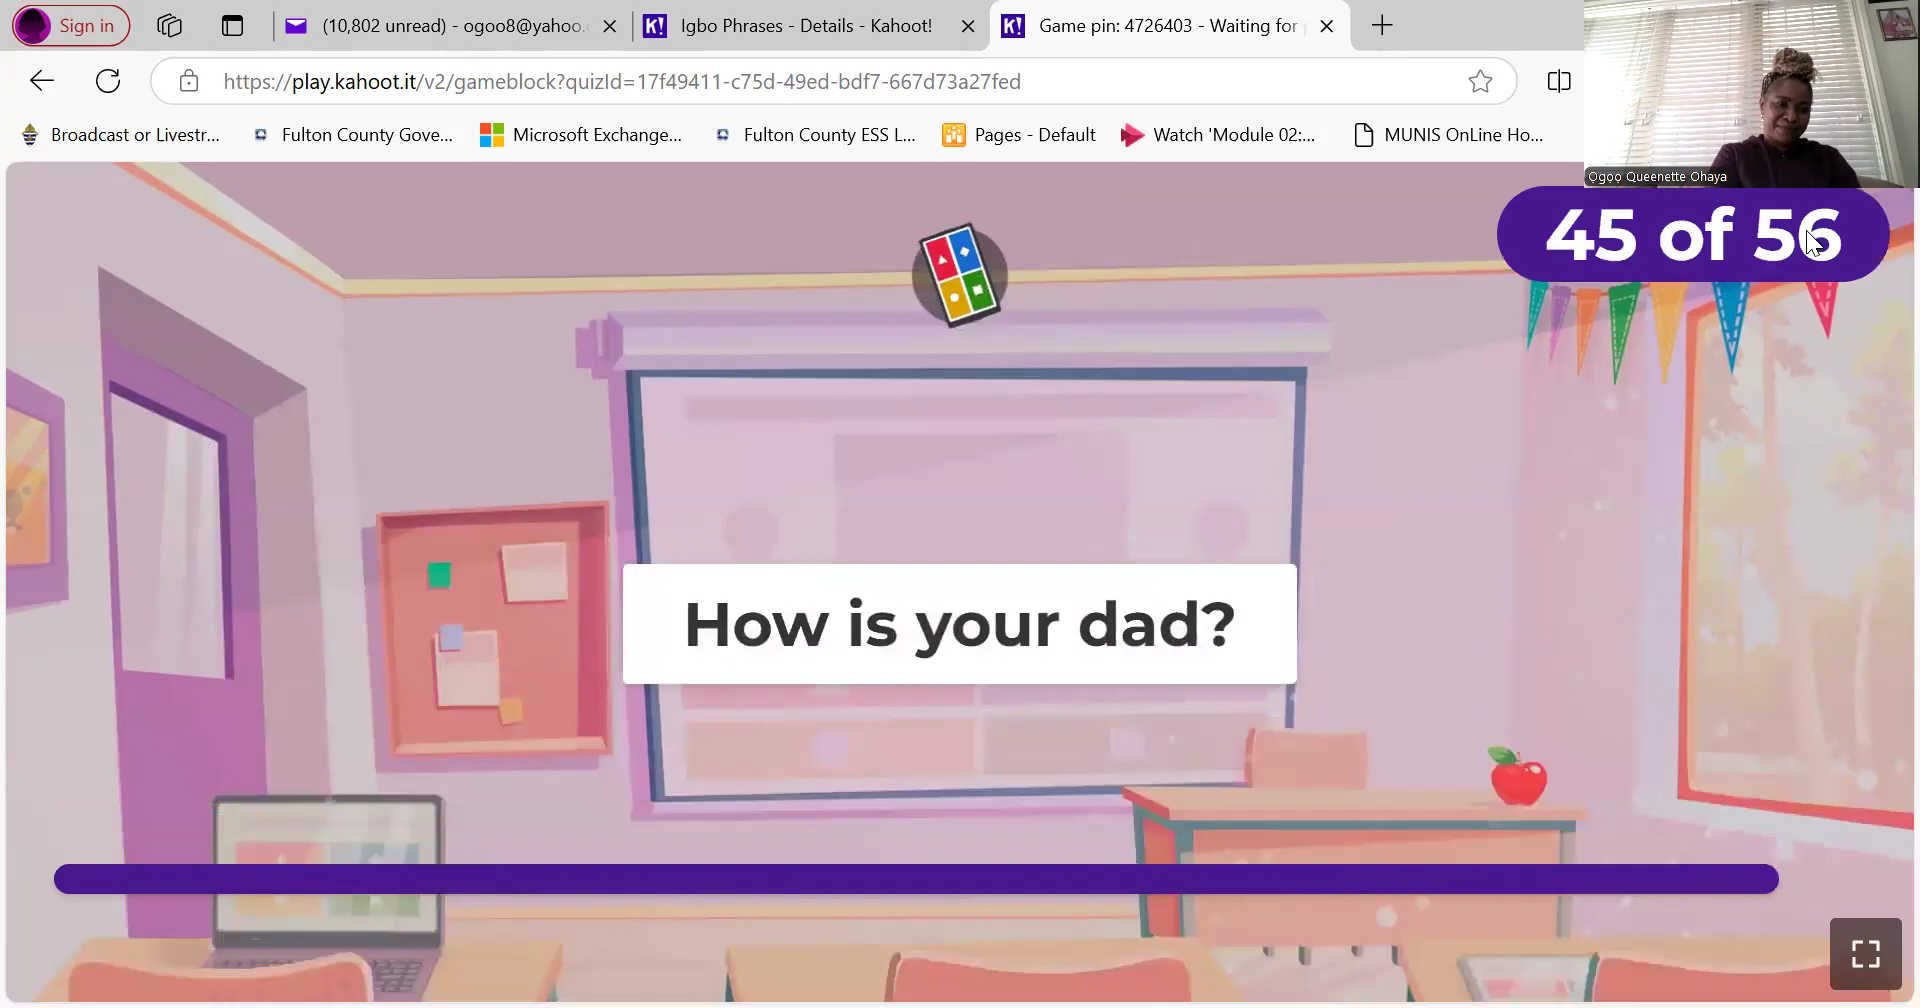 Sign in
(10,802 unread) - ogoo8@yahoo.
Igbo Phrases - Details - Kahoot!
Game pin: 4726403 - Waiting for
https://play.kahoot.it/v2/gameblock?quizId=17f49411-c75d-49ed-bdf7-667d73a27fed
Broadcast or Livestr...
Fulton County Gove...
Microsoft Exchange...
Fulton County ESS L...
Pages - Default
Watch 'Module 02:...
MUNIS OnLine Ho...
Ọgọọ Queenette Ohaya
45 of 56
How is your dad?